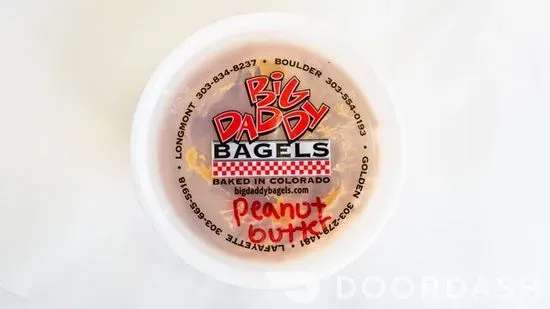 LONGMONT 303-834-8237 • BOULDER 303-554-0193 • GOLDEN 303-279-1481 • LAFAYETTE 303-665-5918 •
BIG
DADDY
BAGELS
BAKED IN COLORADO
bigdaddybagels.com
peanut
butter
DOORDASH